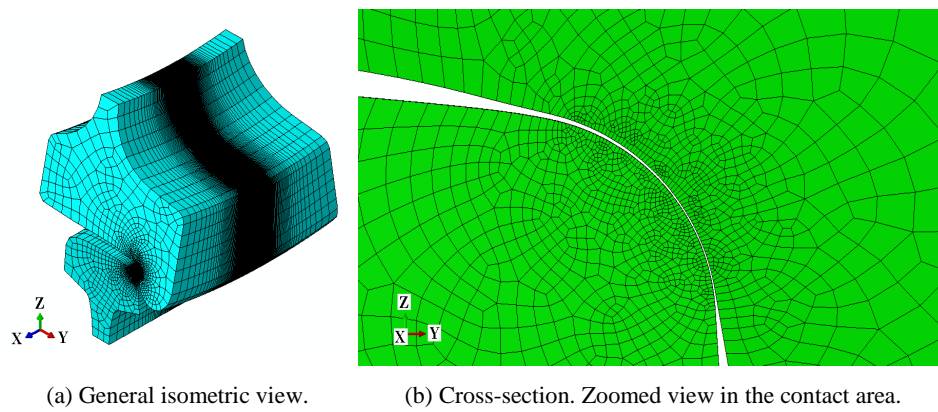 Z
X
Y
Z
X
Y
(a) General isometric view.
(b) Cross-section. Zoomed view in the contact area.